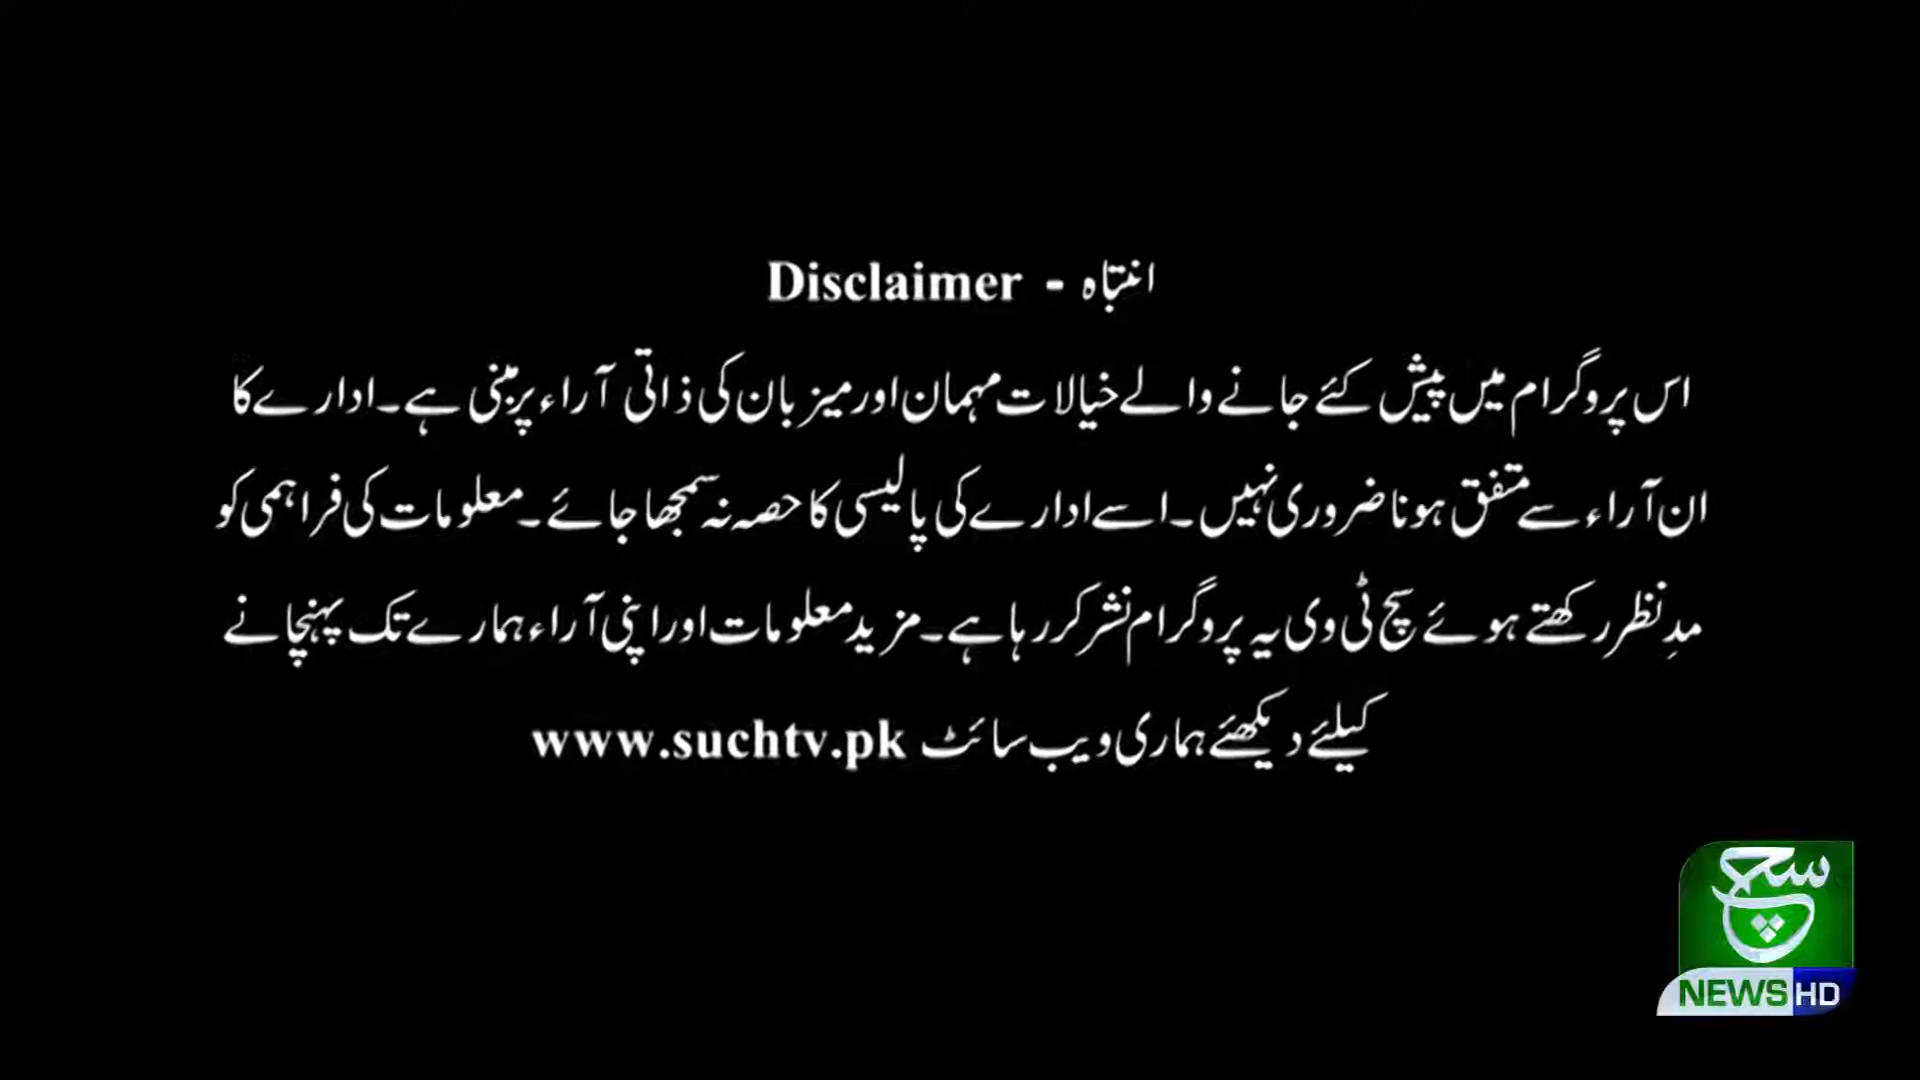 انتباہ - Disclaimer
اس پروگرام میں پیش کئے جانے والے خیالات مہمان اور میزبان کی ذاتی آراء پر مبنی ہے۔ ادارے کا
ان آراء سے متفق ہونا ضروری نہیں۔ اسے ادارے کی پالیسی کا حصہ نہ سمجھا جائے۔ معلومات کی فراہمی کو
مدِنظر رکھتے ہوئے سچ ٹی وی یہ پروگرام نشر کر رہا ہے۔ مزید معلومات اور اپنی آراء ہمارے تک پہنچانے
کیلئے دیکھئے ہماری ویب سائٹ www.suchtv.pk
سچ
NEWS HD